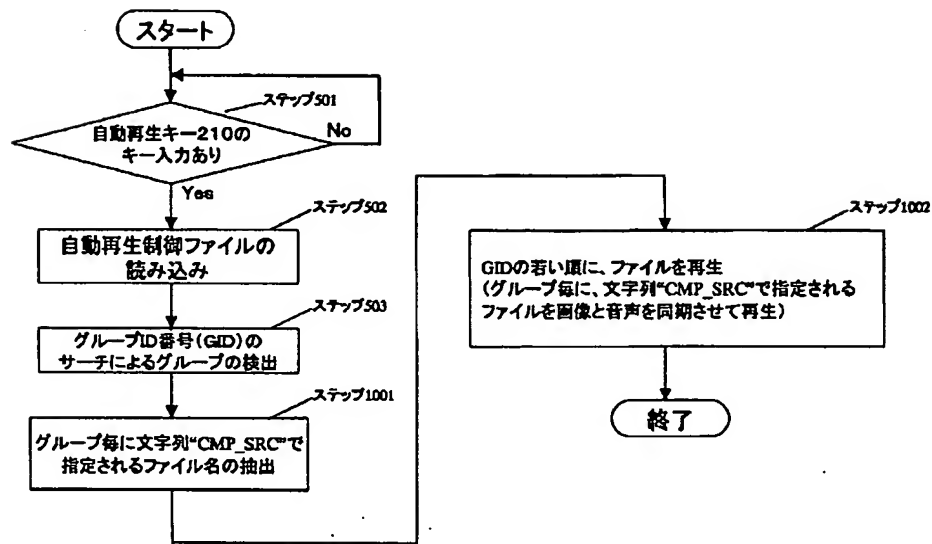 スタート
ステップ501
自動再生キー210の
キー入力あり
No
Yes
ステップ502
自動再生制御ファイルの
読み込み
ステップ503
グループID番号(GID)の
サーチによるグループの検出
ステップ1001
グループ毎に文字列“CMP_SRC”で
指定されるファイル名の抽出
ステップ1002
GIDの若い順に、ファイルを再生
(グループ毎に、文字列“CMP_SRC”で指定される
ファイルを画像と音声を同期させて再生)
終了